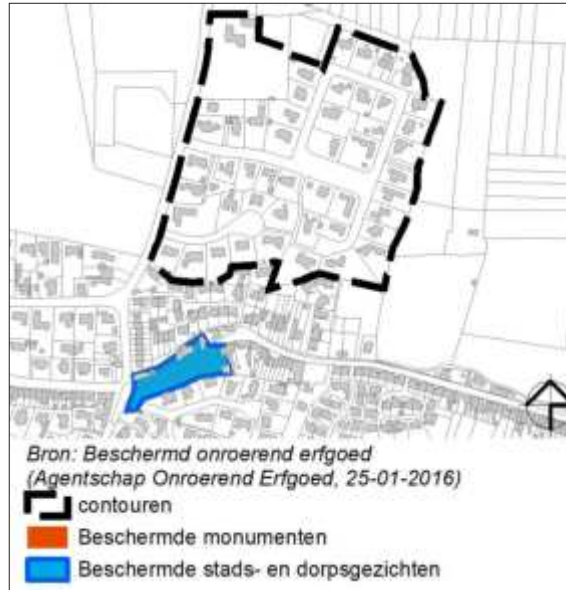 Bron: Beschermd onroerend erfgoed
(Agentschap Onroerend Erfgoed, 25-01-2016)
contouren
Beschermde monumenten
Beschermde stads- en dorpsgezichten